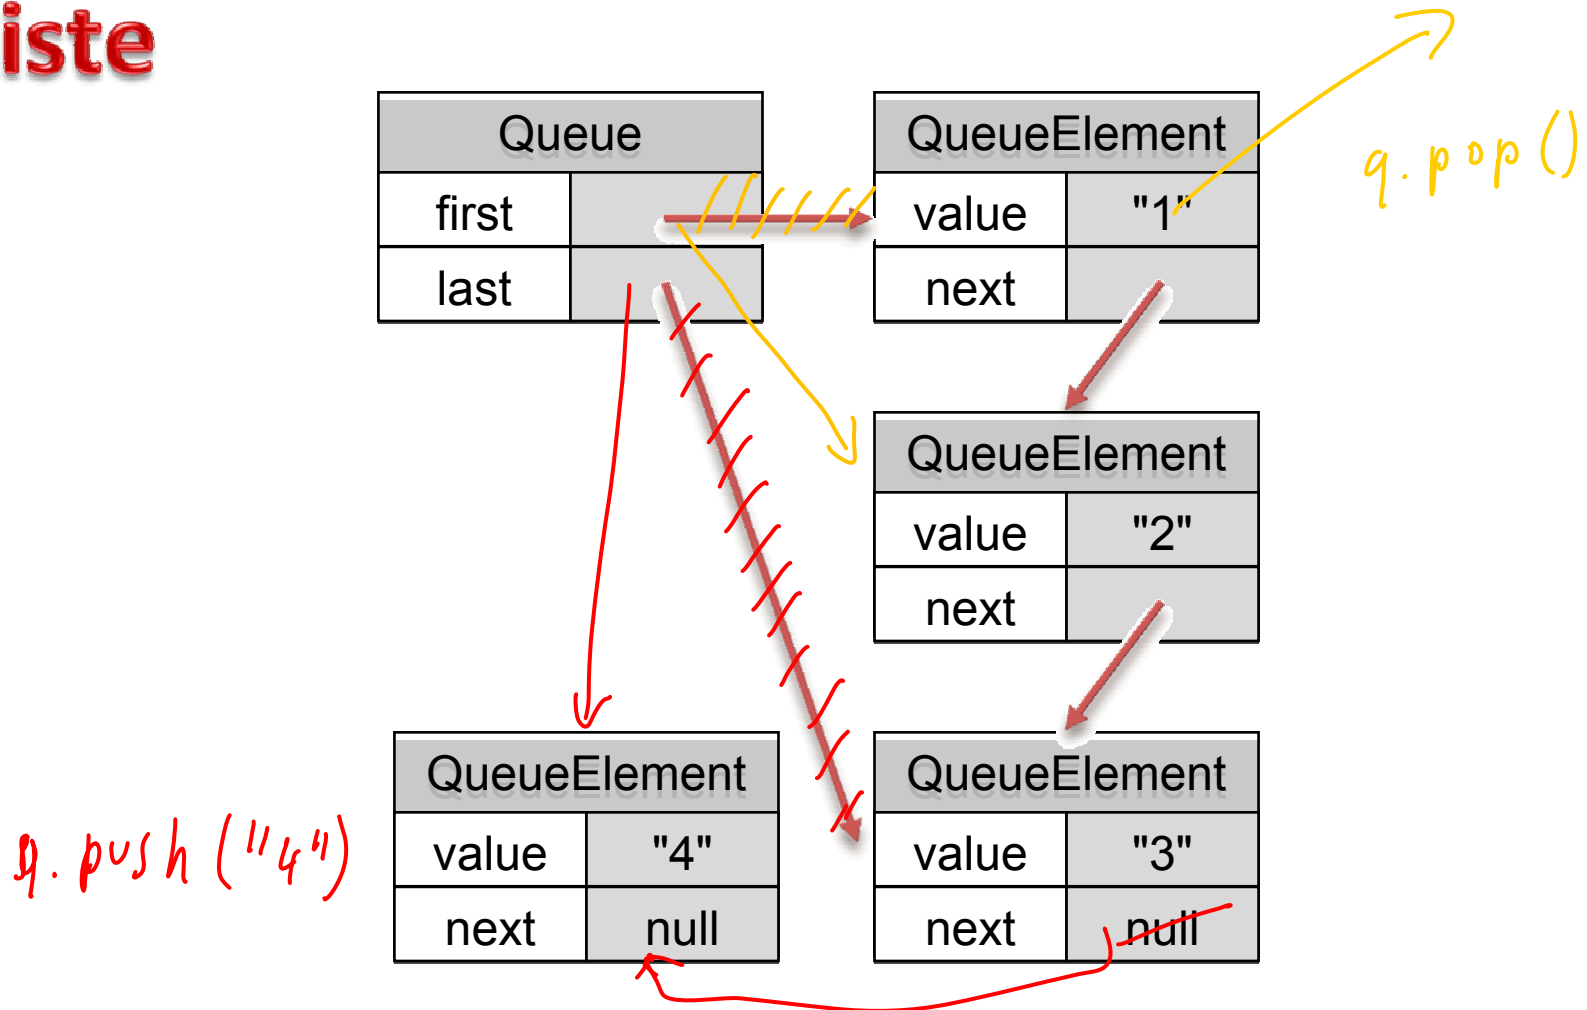 iste
Queue
first
last
QueueElement
value "1"
next
q.pop()
QueueElement
value "2"
next
QueueElement
value "3"
next null
q.push("4")
QueueElement
value "4"
next null